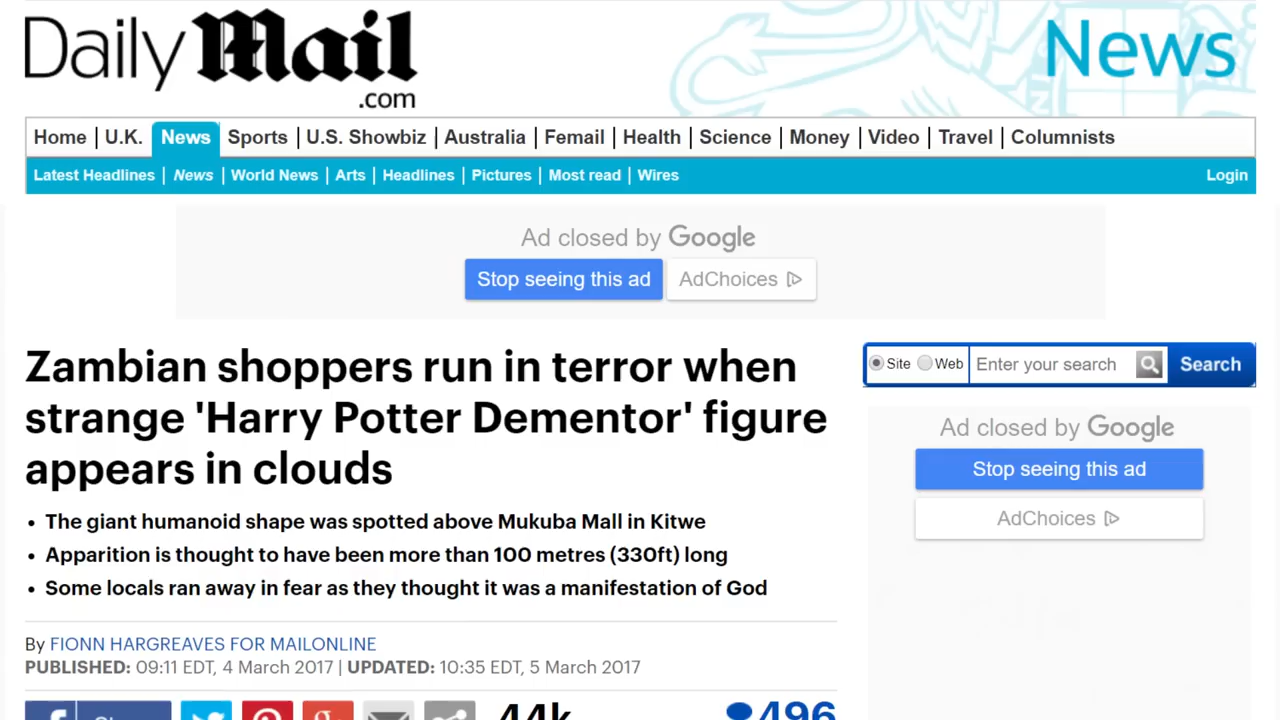 Daily Mail
.com
News
Home | U.K. News Sports | U.S. Showbiz | Australia | Femail | Health | Science | Money | Video | Travel | Columnists
Latest Headlines | News | World News | Arts | Headlines | Pictures | Most read | Wires
Login
Ad closed by Google
Stop seeing this ad AdChoices
Zambian shoppers run in terror when
strange 'Harry Potter Dementor' figure
appears in clouds
• The giant humanoid shape was spotted above Mukuba Mall in Kitwe
• Apparition is thought to have been more than 100 metres (330ft) long
• Some locals ran away in fear as they thought it was a manifestation of God
By FIONN HARGREAVES FOR MAILONLINE
PUBLISHED: 09:11 EDT, 4 March 2017 | UPDATED: 10:35 EDT, 5 March 2017
44k
496
Site Web Enter your search Search
Ad closed by Google
Stop seeing this ad
AdChoices